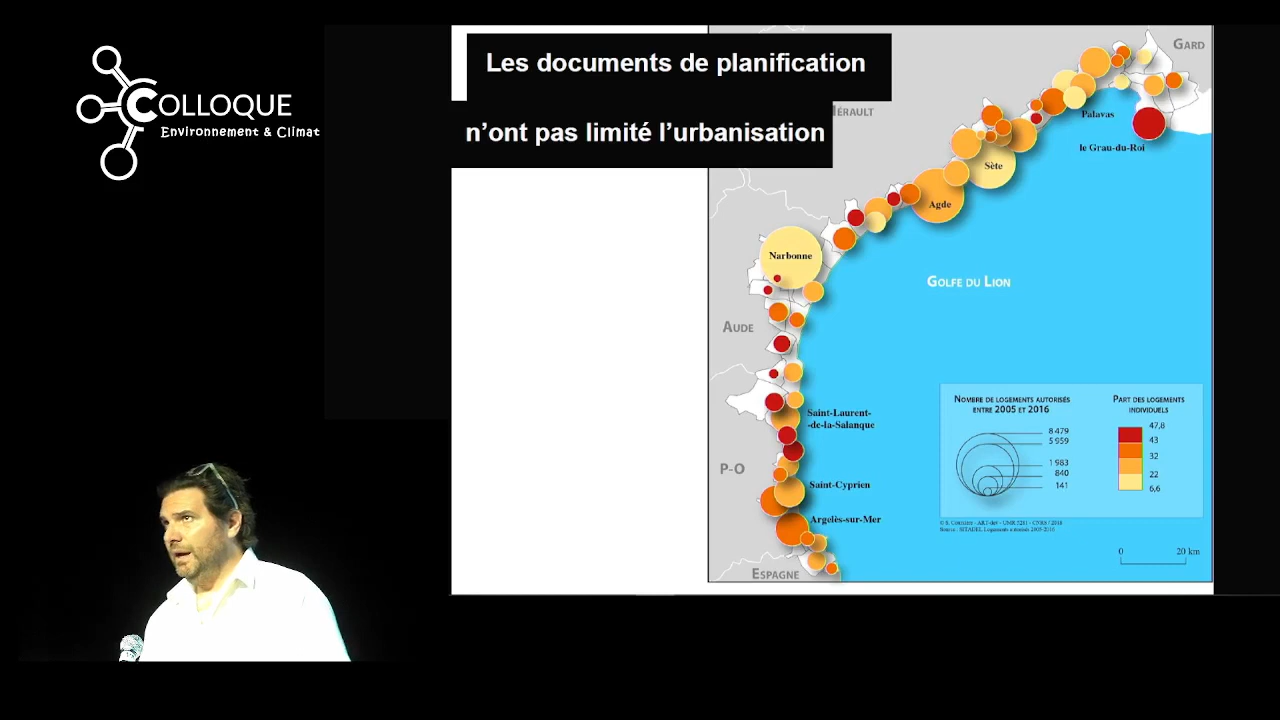 COLLOQUE
Environnement & Climat
Les documents de planification
n'ont pas limité l'urbanisation
GARD
HÉRAULT
Palavas
le Grau-du-Roi
Sète
Agde
Narbonne
GOLFE DU LION
AUDE
NOMBRE DE LOGEMENTS AUTORISÉS
ENTRE 2005 ET 2016
8 479
5 959
1 983
840
141
PART DES LOGEMENTS
INDIVIDUELS
47,8
43
32
22
6,6
Saint-Laurent-
-de-la-Salanque
P-O
Saint-Cyprien
Argelès-sur-Mer
ESPAGNE
0 20 km